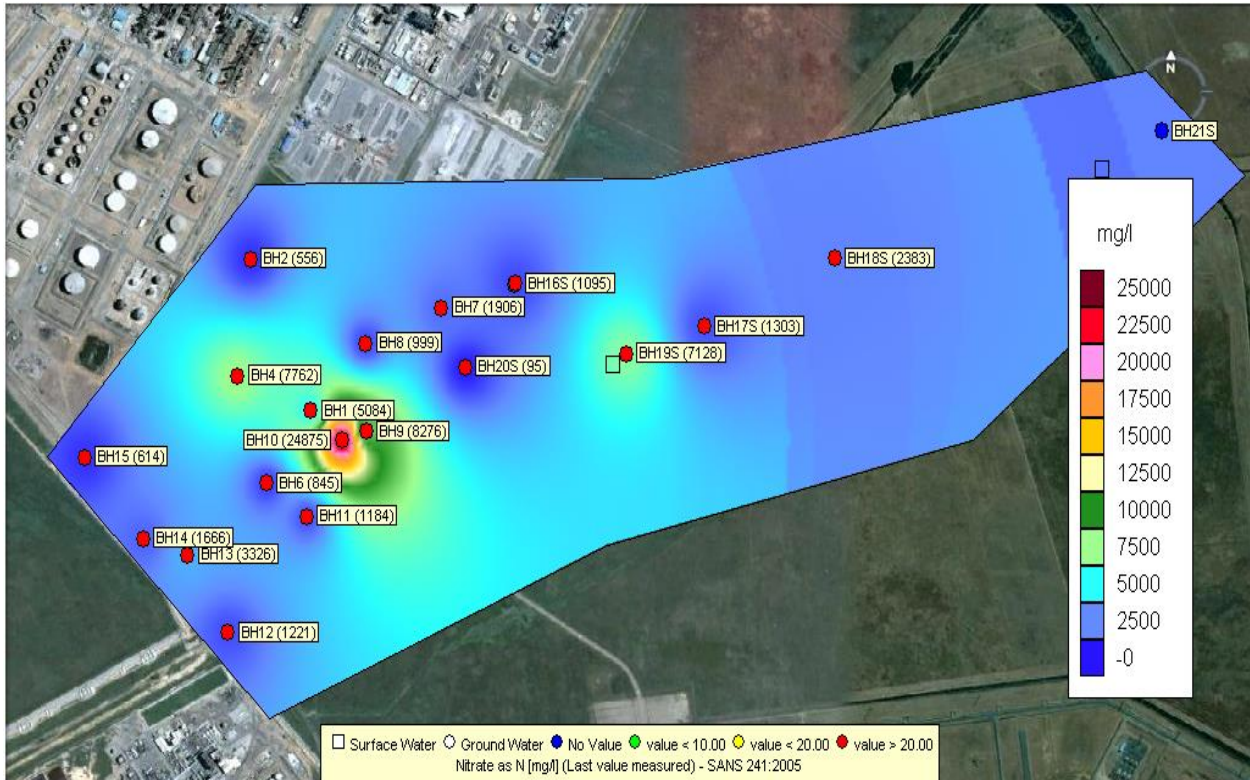 N
BH21S
BH2 (556)
BH18S (2383)
BH16S (1095)
BH7 (1906)
BH17S (1303)
BH8 (999)
BH19S (7128)
BH20S (95)
BH4 (7762)
BH1 (5084)
BH9 (8276)
BH10 (24875)
BH15 (614)
BH6 (845)
BH11 (1184)
BH14 (1666)
BH13 (3326)
BH12 (1221)
mg/l
25000
22500
20000
17500
15000
12500
10000
7500
5000
2500
-0
Surface Water Ground Water No Value value < 10.00 value < 20.00 value > 20.00
Nitrate as N [mg/l] (Last value measured) - SANS 241:2005